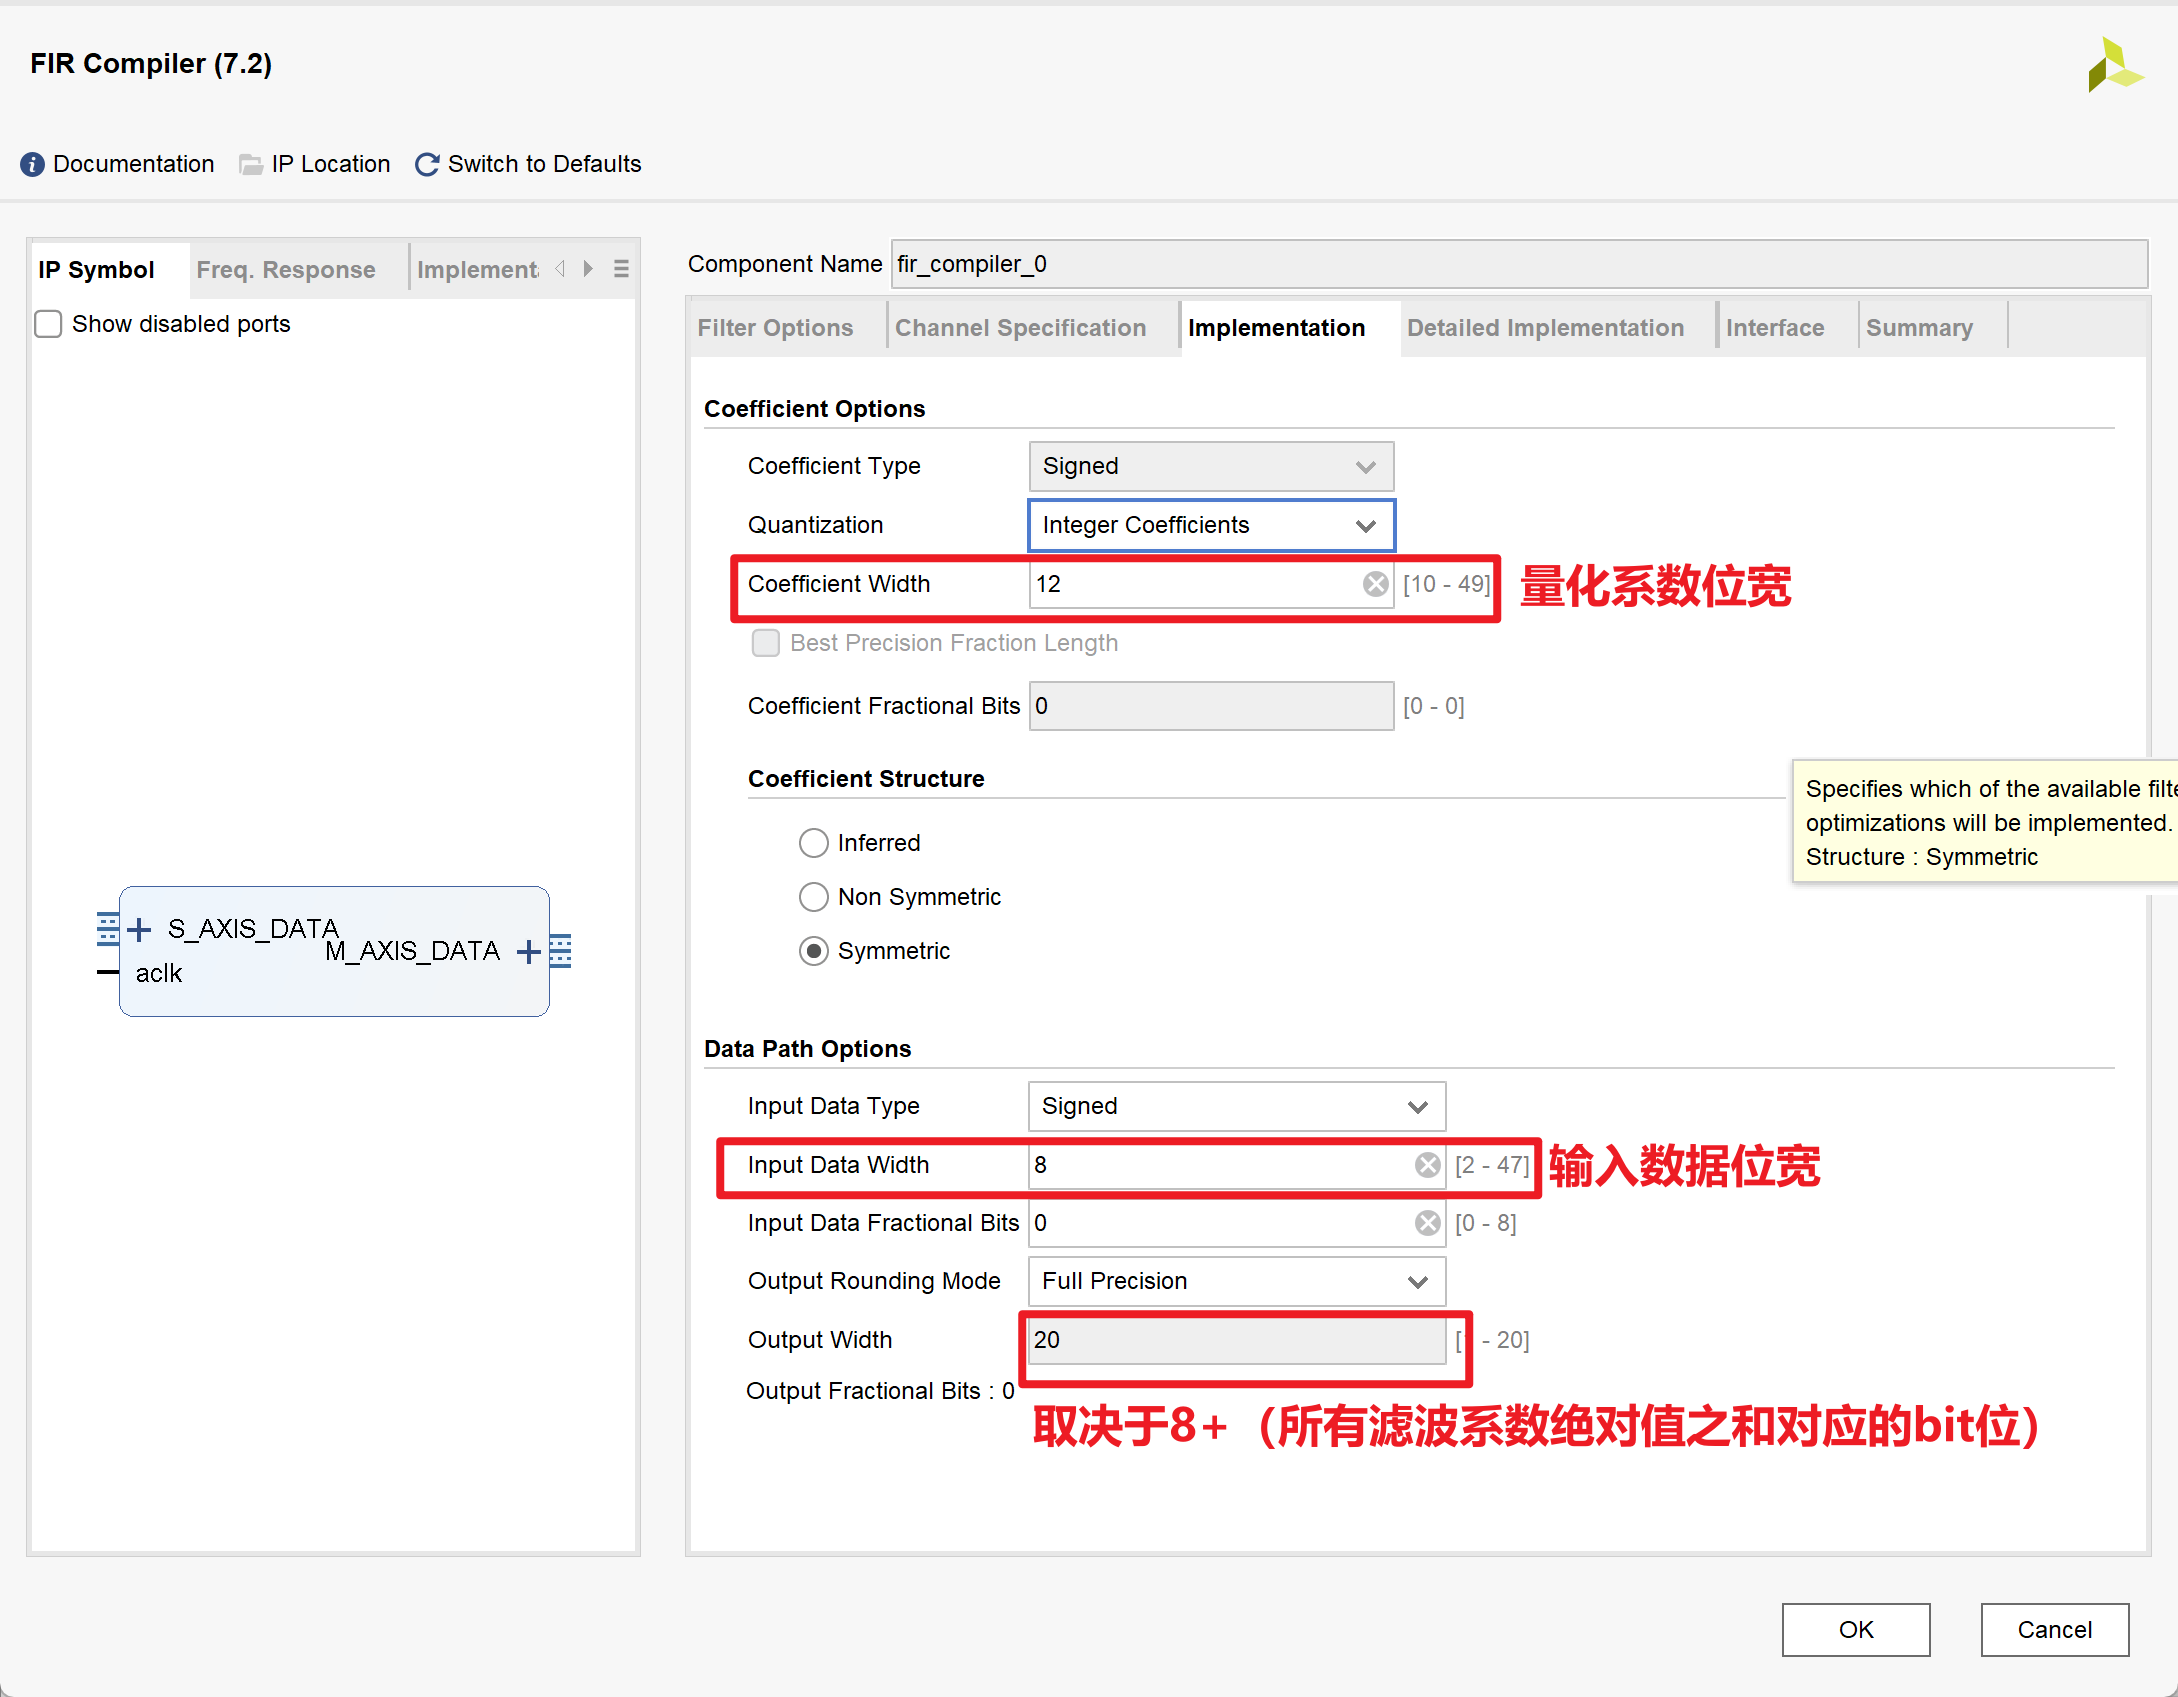 FIR Compiler (7.2)
Documentation IP Location Switch to Defaults
IP Symbol Freq. Response Implement
Show disabled ports
S_AXIS_DATA
M_AXIS_DATA
aclk
Component Name fir_compiler_0
Filter Options Channel Specification Implementation Detailed Implementation Interface Summary
Coefficient Options
Coefficient Type Signed
Quantization Integer Coefficients
Coefficient Width 12 [10 - 49] 量化系数位宽
Best Precision Fraction Length
Coefficient Fractional Bits 0 [0 - 0]
Coefficient Structure
Specifies which of the available filte
optimizations will be implemented.
Structure : Symmetric
Inferred
Non Symmetric
Symmetric
Data Path Options
Input Data Type Signed
Input Data Width 8 [2 - 47] 输入数据位宽
Input Data Fractional Bits 0 [0 - 8]
Output Rounding Mode Full Precision
Output Width 20 [ - 20]
Output Fractional Bits : 0
取决于8+（所有滤波系数绝对值之和对应的bit位）
OK Cancel